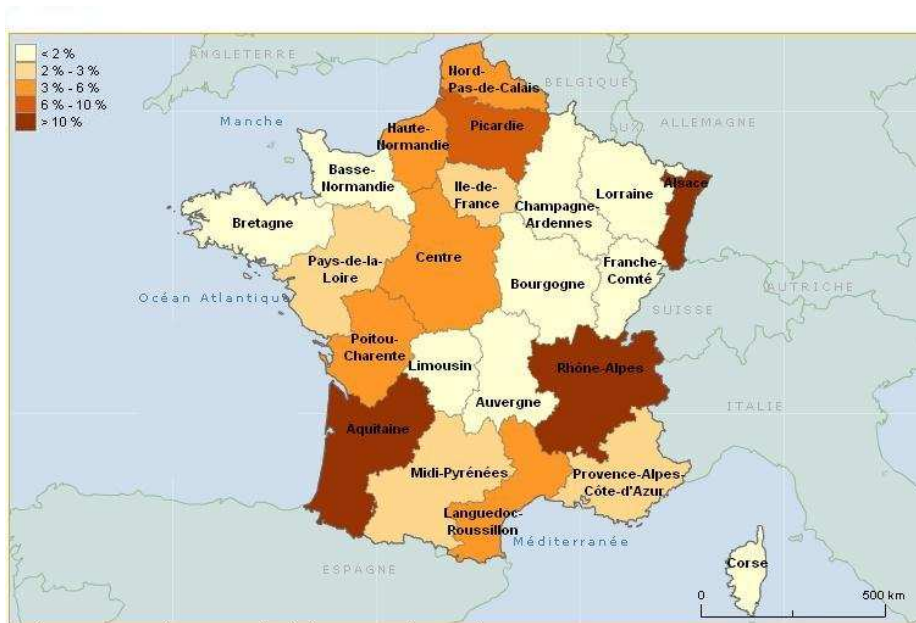 < 2 %
2 % - 3 %
3 % - 6 %
6 % - 10 %
> 10 %
ANGLETERRE
Nord-
Pas-de-Calais
BELGIQUE
Manche
Haute-
Normandie
Picardie
LUX.
ALLEMAGNE
Basse-
Normandie
Ile-de-
France
Champagne-
Ardennes
Lorraine
Alsace
Bretagne
Pays-de-la-
Loire
Centre
Bourgogne
Franche-
Comté
Océan Atlantique
AUTRICHE
SUISSE
Poitou-
Charente
Limousin
Auvergne
Rhône-Alpes
ITALIE
Aquitaine
Midi-Pyrénées
Provence-Alpes-
Côte-d'Azur
Languedoc-
Roussillon
Méditerranée
ESPAGNE
Corse
0 500 km